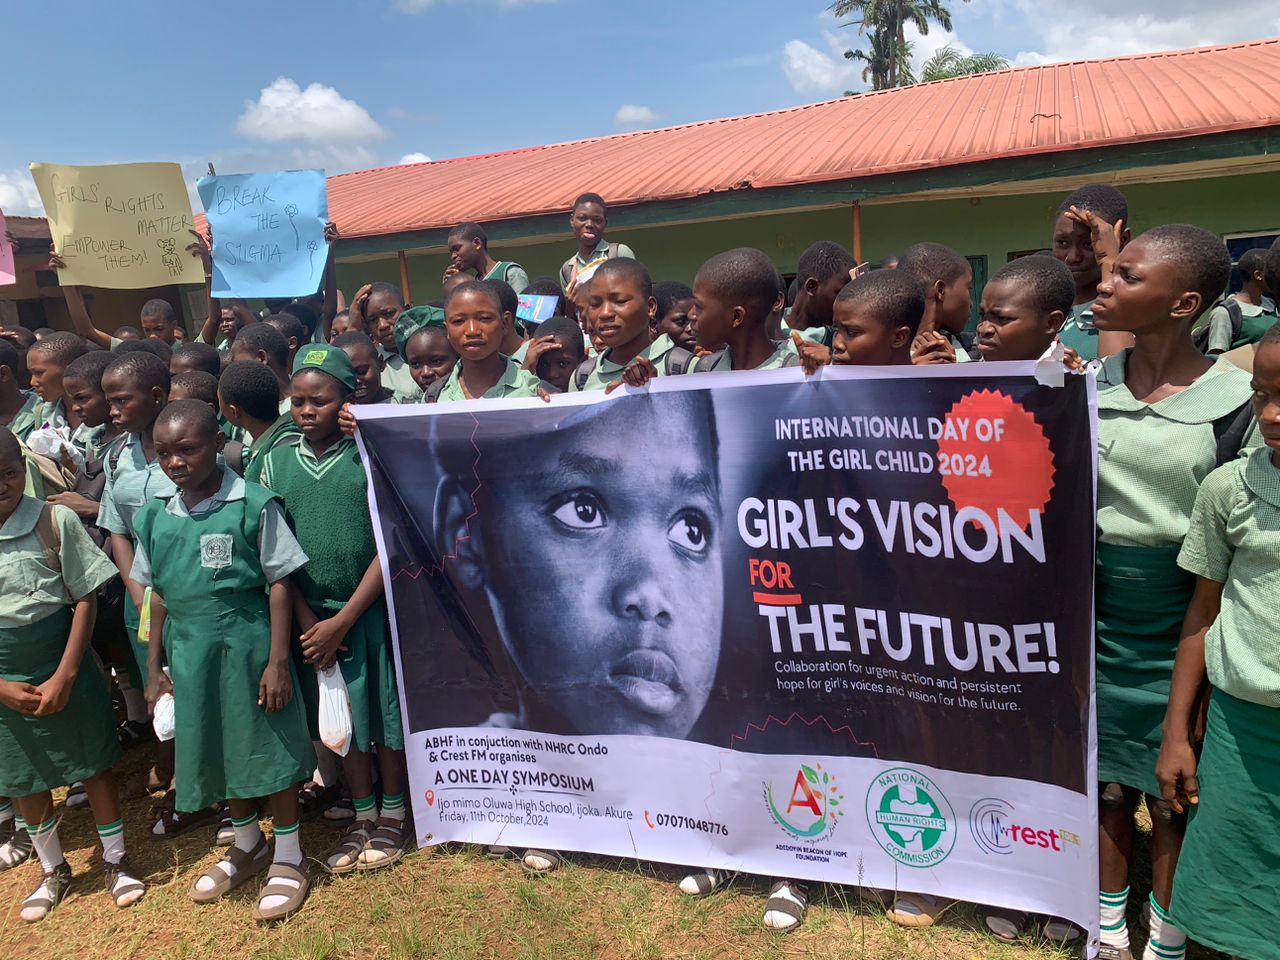 GIRLS' RIGHTS
MATTER
EMPOWER
THEM!
BREAK
THE
STIGMA
INTERNATIONAL DAY OF
THE GIRL CHILD 2024
GIRL'S VISION
FOR
THE FUTURE!
Collaboration for urgent action and persistent
hope for girl's voices and vision for the future.
ABHF in conjuction with NHRC Ondo
& Crest FM organises
A ONE DAY SYMPOSIUM
Ijo mimo Oluwa High School, ijoka, Akure
Friday, 11th October,2024
07071048776
ADEDOYIN BEACON OF HOPE
FOUNDATION
NATIONAL
HUMAN RIGHTS
COMMISSION
Crest